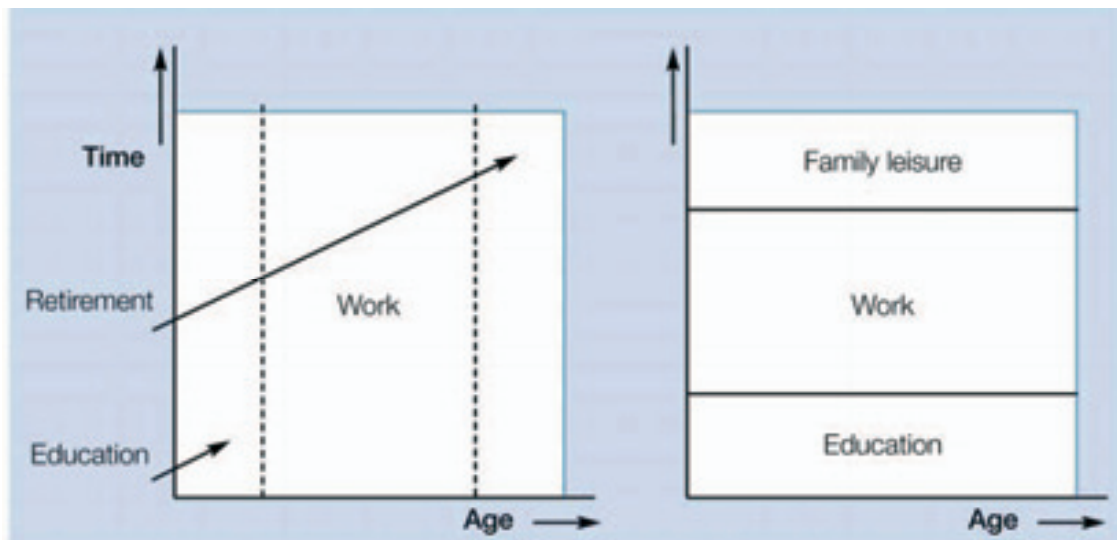 Time
Retirement
Work
Education
Age
Family leisure
Work
Education
Age